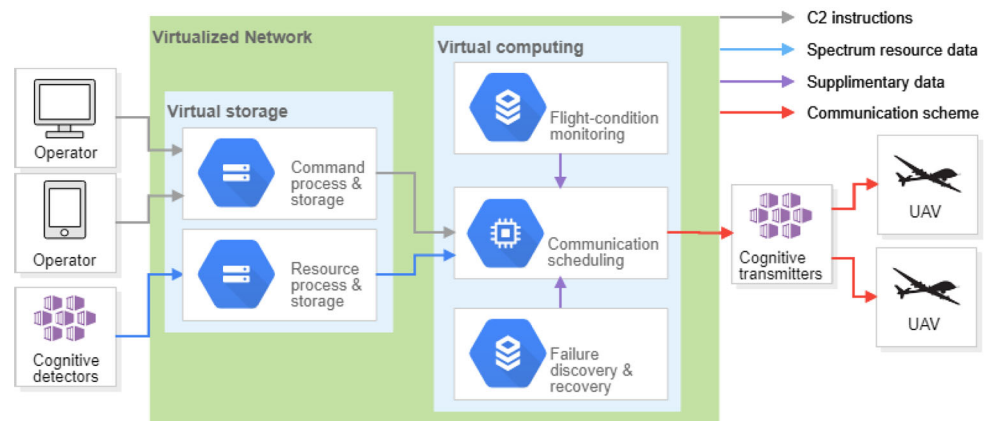 Virtualized Network
Virtual computing
Virtual storage
Operator
Operator
Cognitive
detectors
Command
process &
storage
Resource
process &
storage
Flight-condition
monitoring
Communication
scheduling
Failure
discovery &
recovery
C2 instructions
Spectrum resource data
Supplimentary data
Communication scheme
Cognitive
transmitters
UAV
UAV